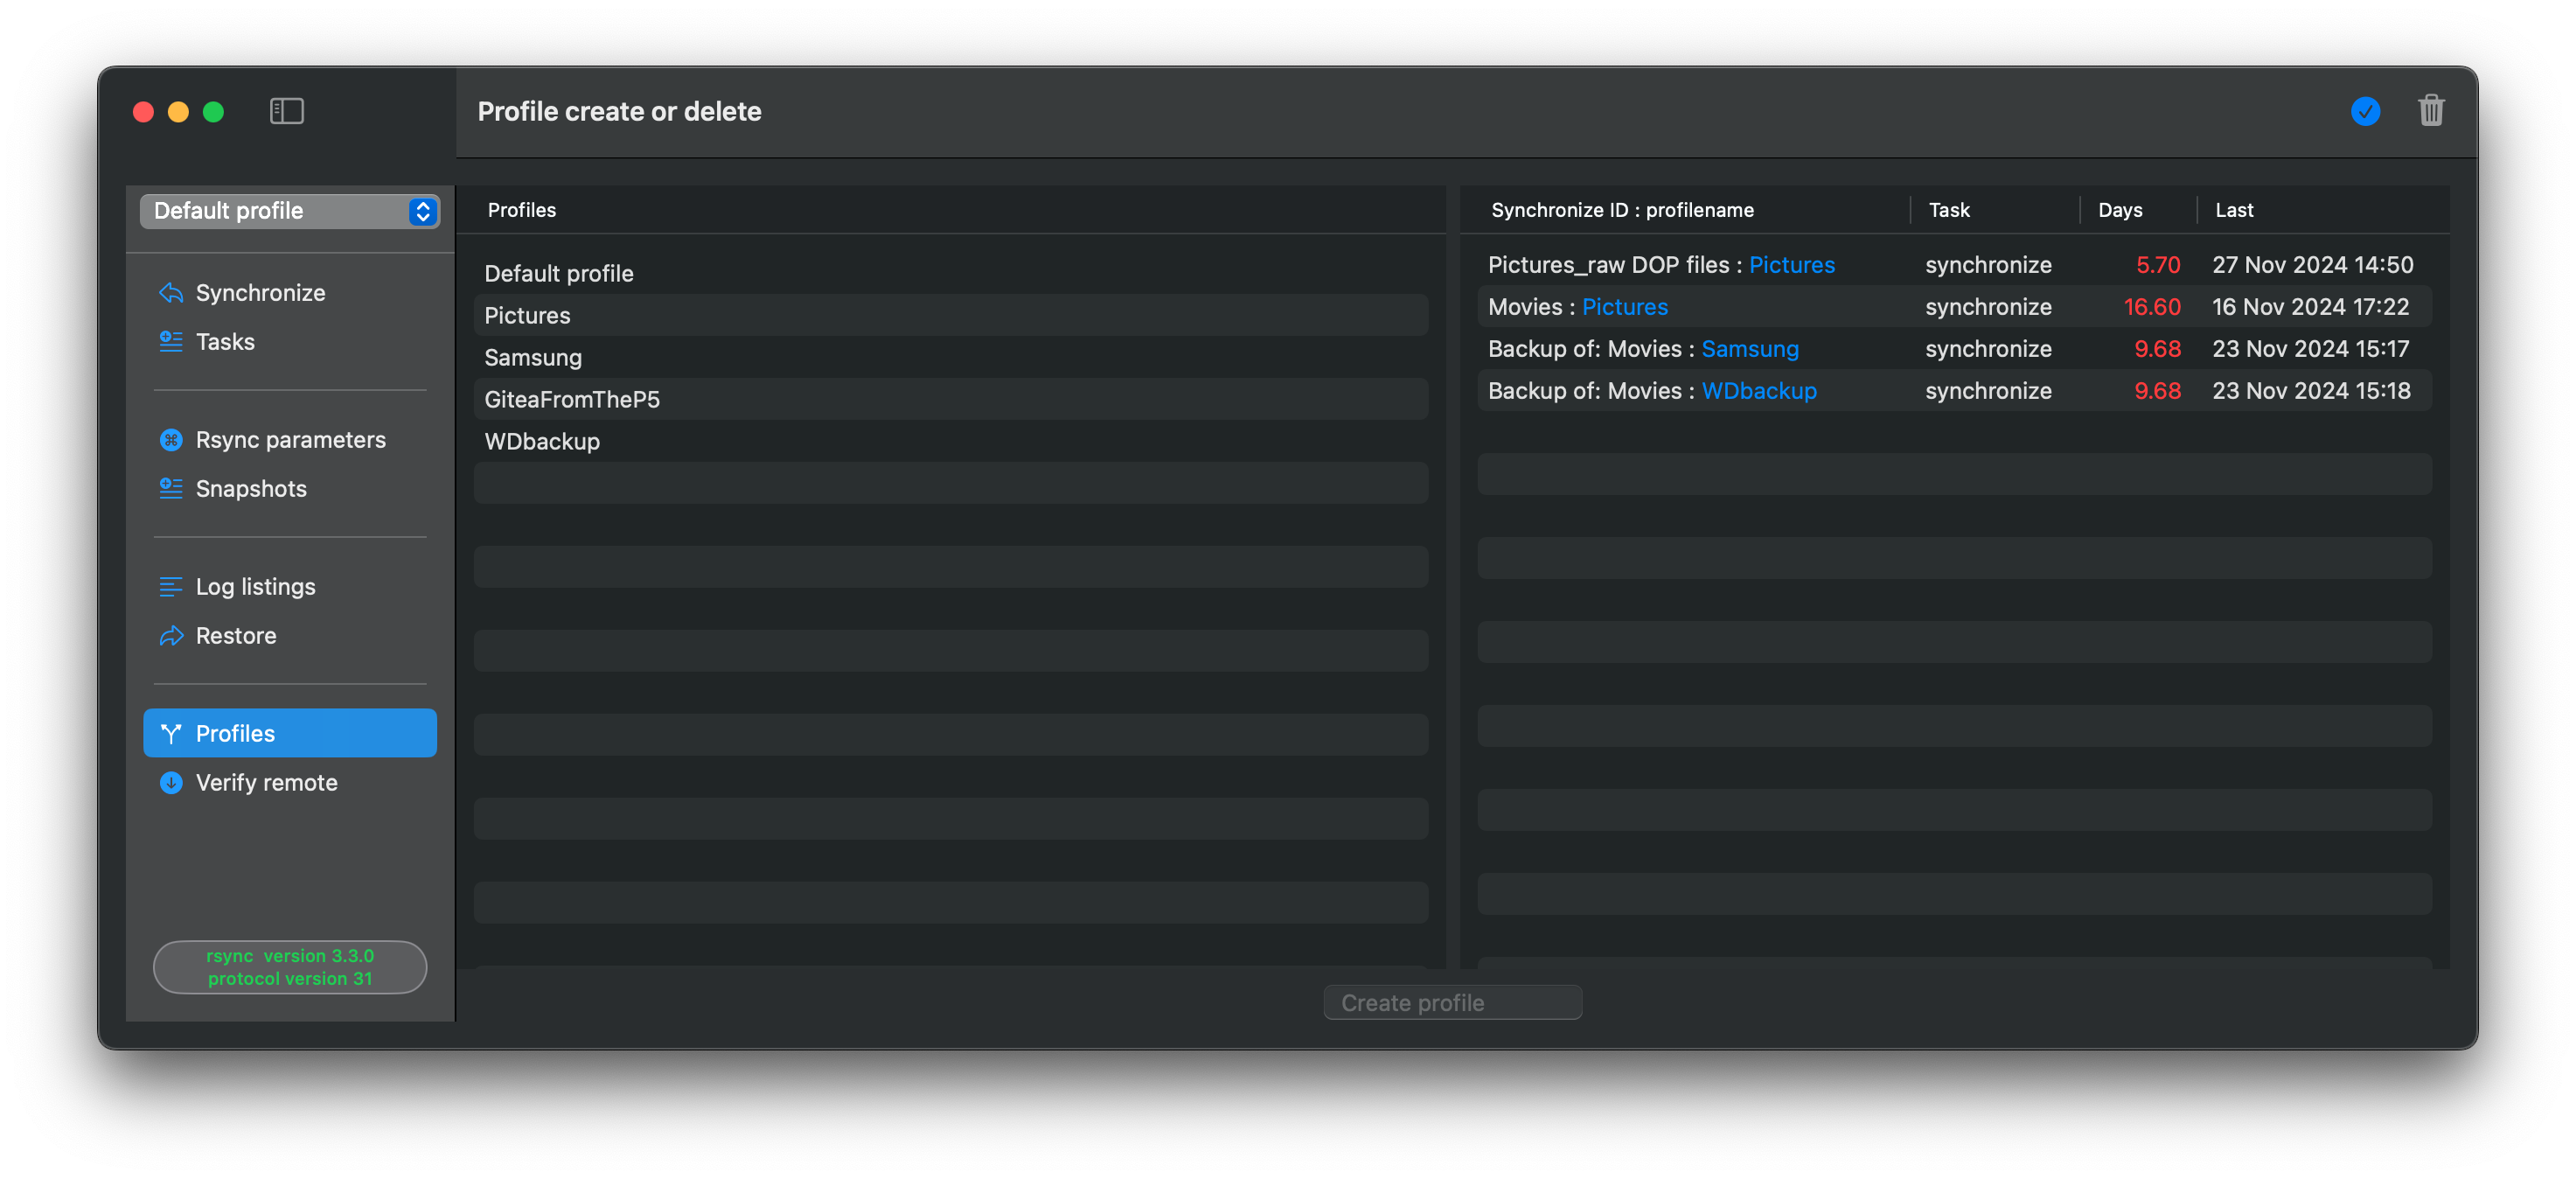 Profile create or delete
Default profile
Synchronize
Tasks
Rsync parameters
Snapshots
Log listings
Restore
Profiles
Verify remote
rsync  version 3.3.0
protocol version 31
Profiles
Default profile
Pictures
Samsung
GiteaFromTheP5
WDbackup
Synchronize ID : profilename Task Days Last
Pictures_raw DOP files : Pictures synchronize 5.70 27 Nov 2024 14:50
Movies : Pictures synchronize 16.60 16 Nov 2024 17:22
Backup of: Movies : Samsung synchronize 9.68 23 Nov 2024 15:17
Backup of: Movies : WDbackup synchronize 9.68 23 Nov 2024 15:18
Create profile